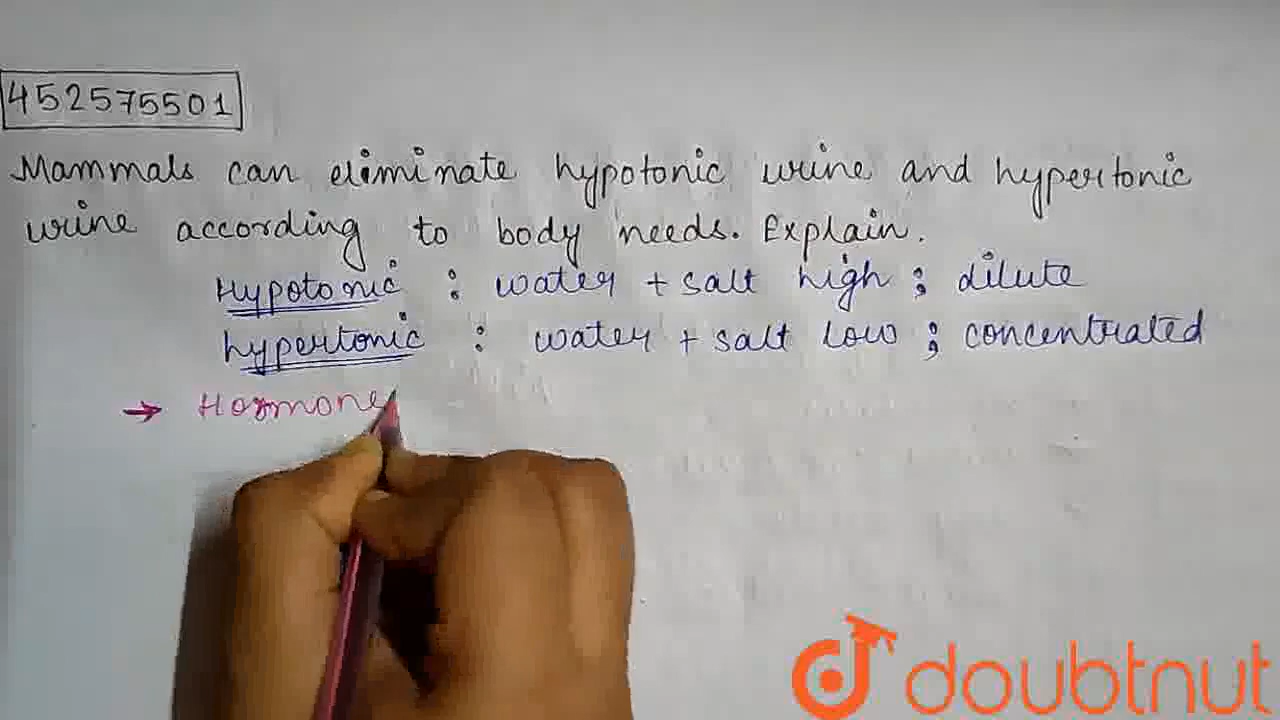 452575501
Mammals can eliminate hypotonic urine and hypertonic
urine according to body needs. Explain.
Hypotonic : water + salt high ; dilute
hypertonic : water + salt low ; concentrated
→ Hormone
doubtnut